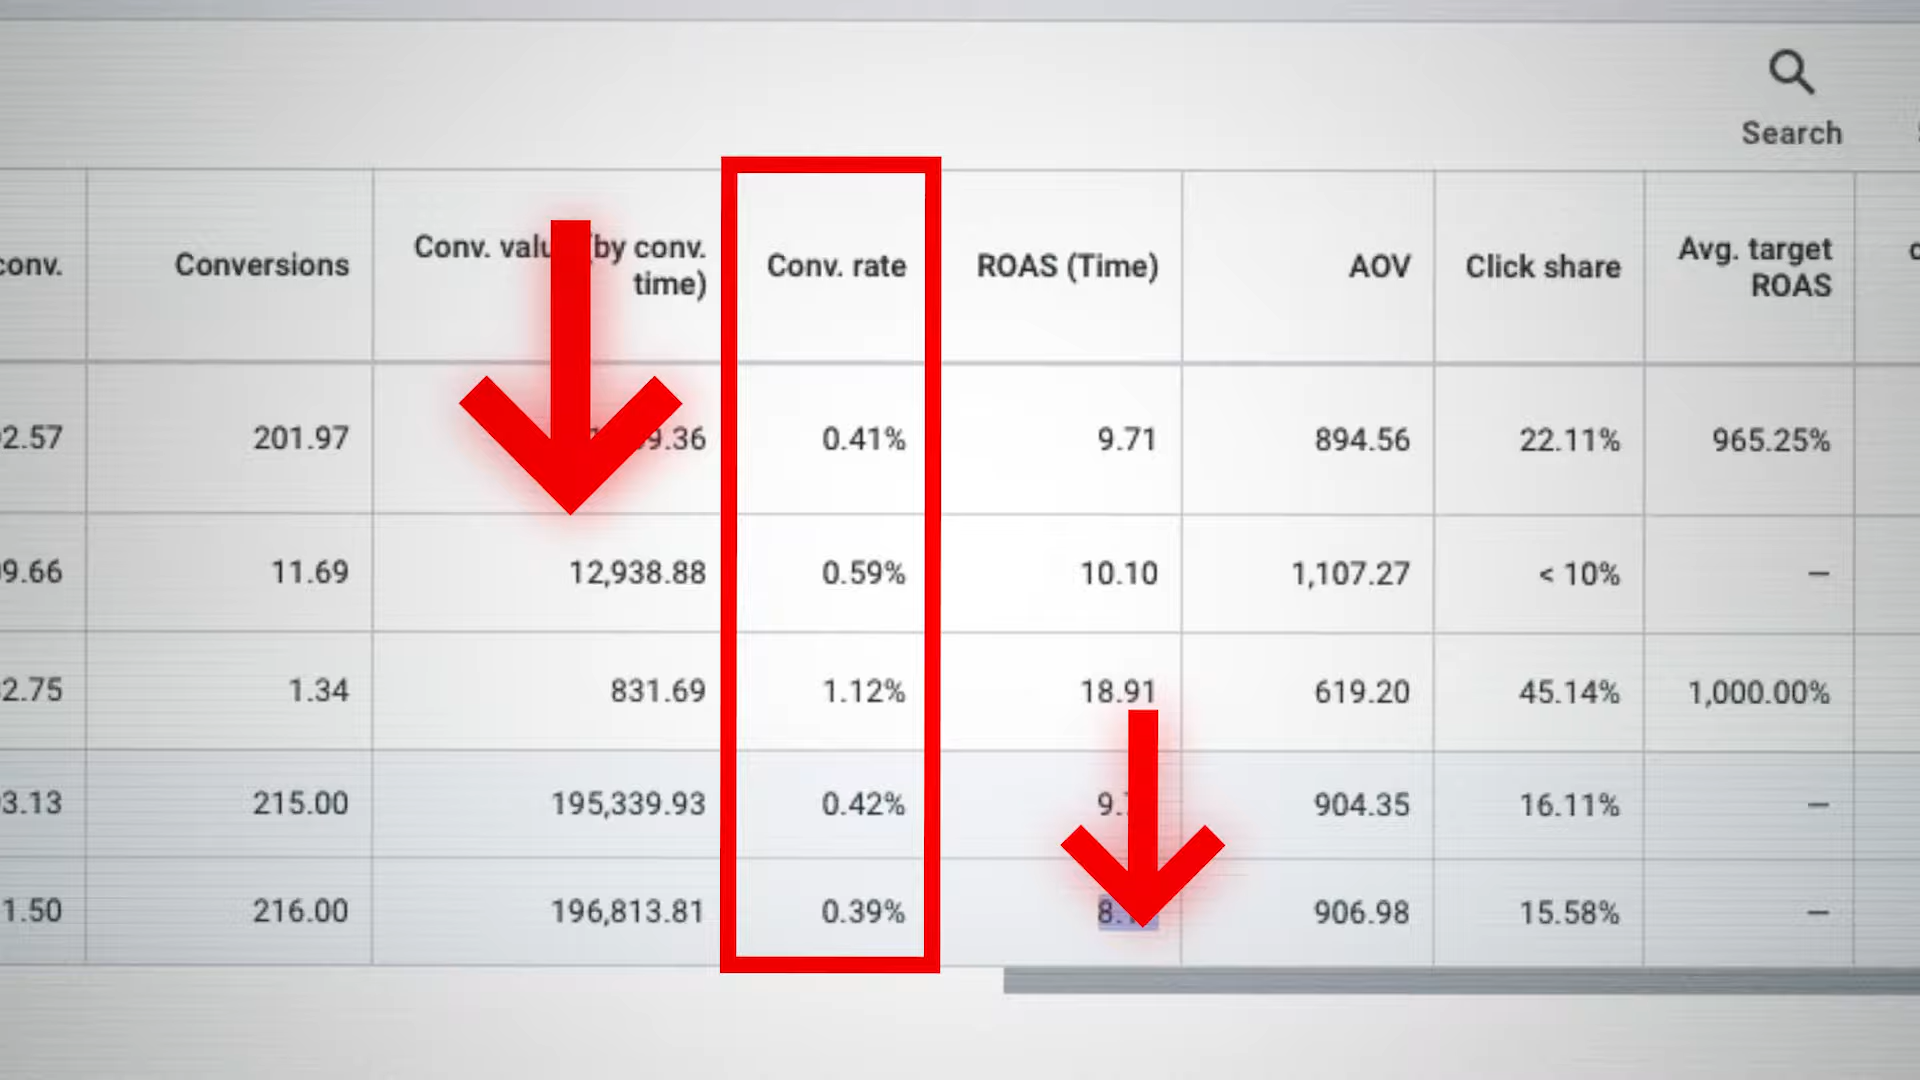 Search
conv. Conversions Conv. (by conv. time) Conv. rate ROAS (Time) AOV Click share Avg. target ROAS
2.57 201.97 9.36 0.41% 9.71 894.56 22.11% 965.25%
9.66 11.69 12,938.88 0.59% 10.10 1,107.27 < 10% —
2.75 1.34 831.69 1.12% 18.91 619.20 45.14% 1,000.00%
3.13 215.00 195,339.93 0.42% 904.35 16.11% —
1.50 216.00 196,813.81 0.39% 906.98 15.58% —